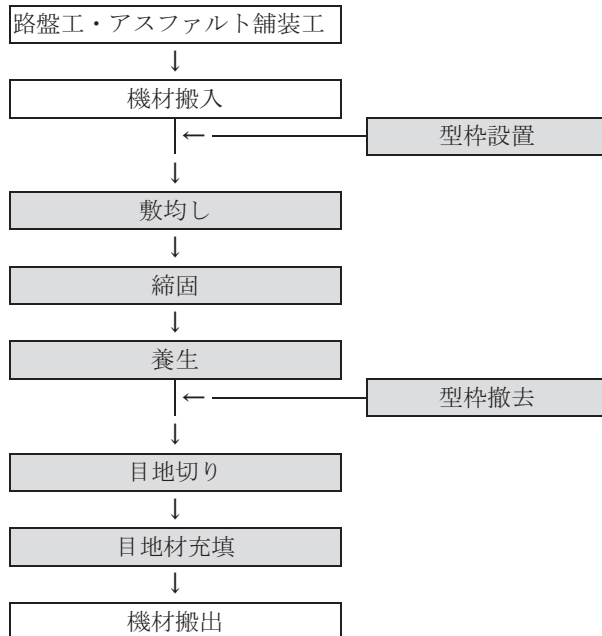 路盤工・アスファルト舗装工
↓
機材搬入
← 型枠設置
↓
敷均し
↓
締固
↓
養生
← 型枠撤去
↓
目地切り
↓
目地材充填
↓
機材搬出